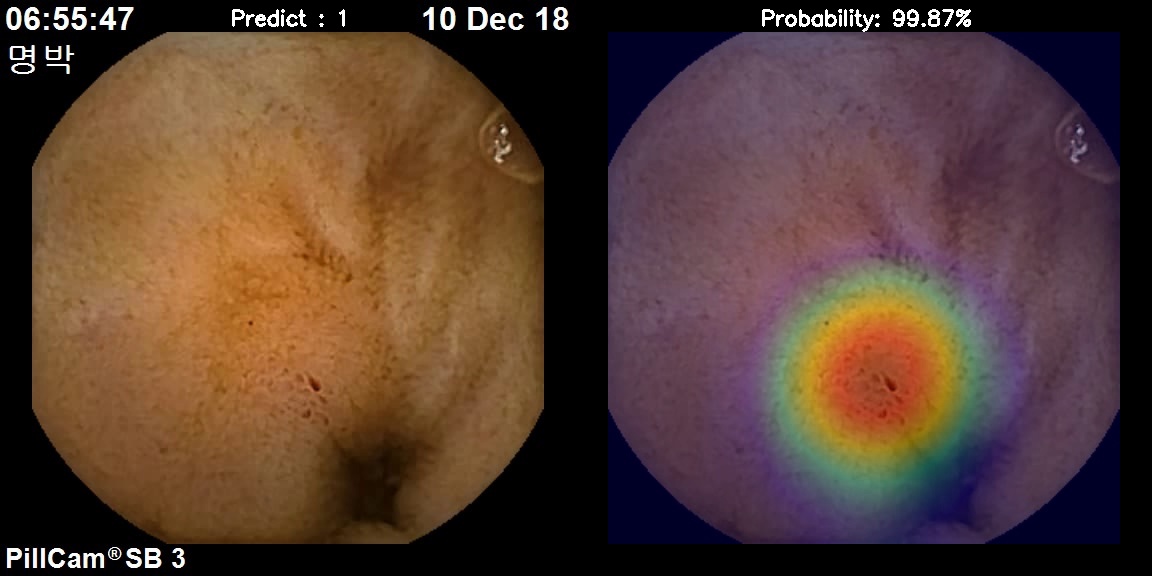 06:55:47
Predict : 1
10 Dec 18
Probability: 99.87%
명박
PillCam® SB 3